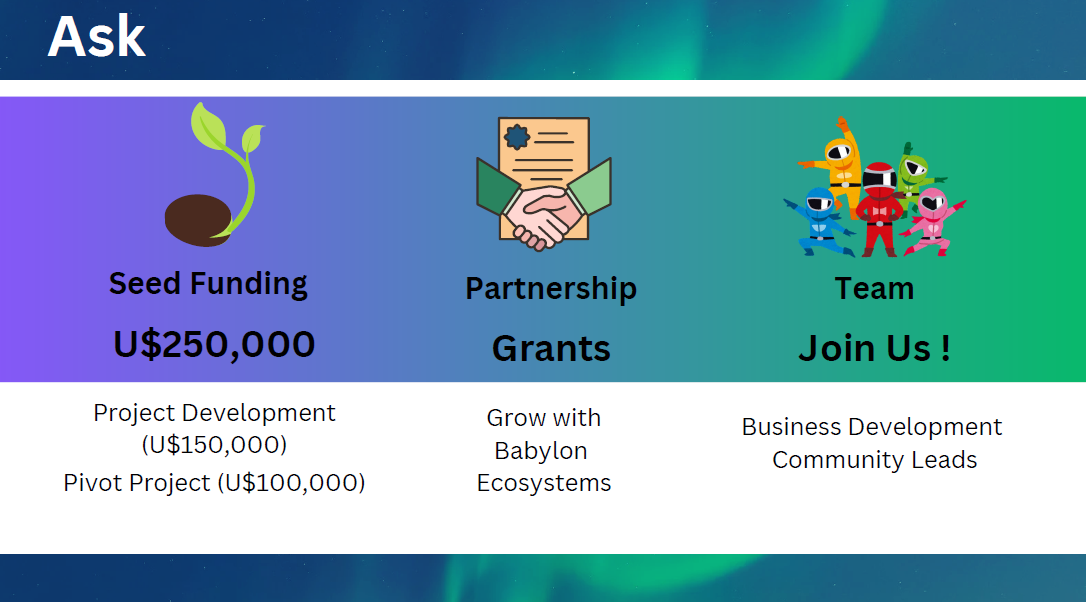 Ask
Seed Funding
U$250,000
Project Development
(U$150,000)
Pivot Project (U$100,000)
Partnership
Grants
Grow with
Babylon
Ecosystems
Team
Join Us !
Business Development
Community Leads